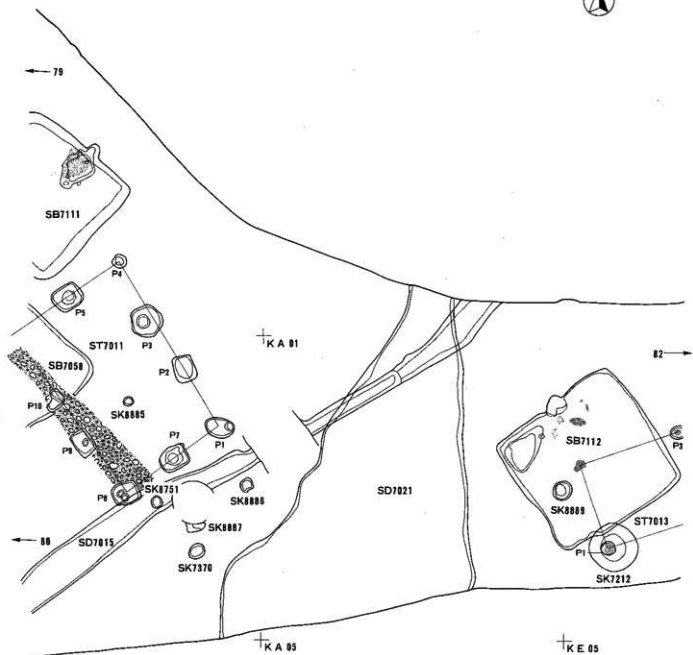 79
SB7111
P4
P5
ST7011
P3
KA 01
SB7058
P2
82
P10
SK8885
P1
P7
P9
SB7112
P3
P8
SK8751
SK8886
SD7021
SK8889
SK8887
ST7013
80
SD7015
SK7370
P1
SK7212
KA 05
KE 05